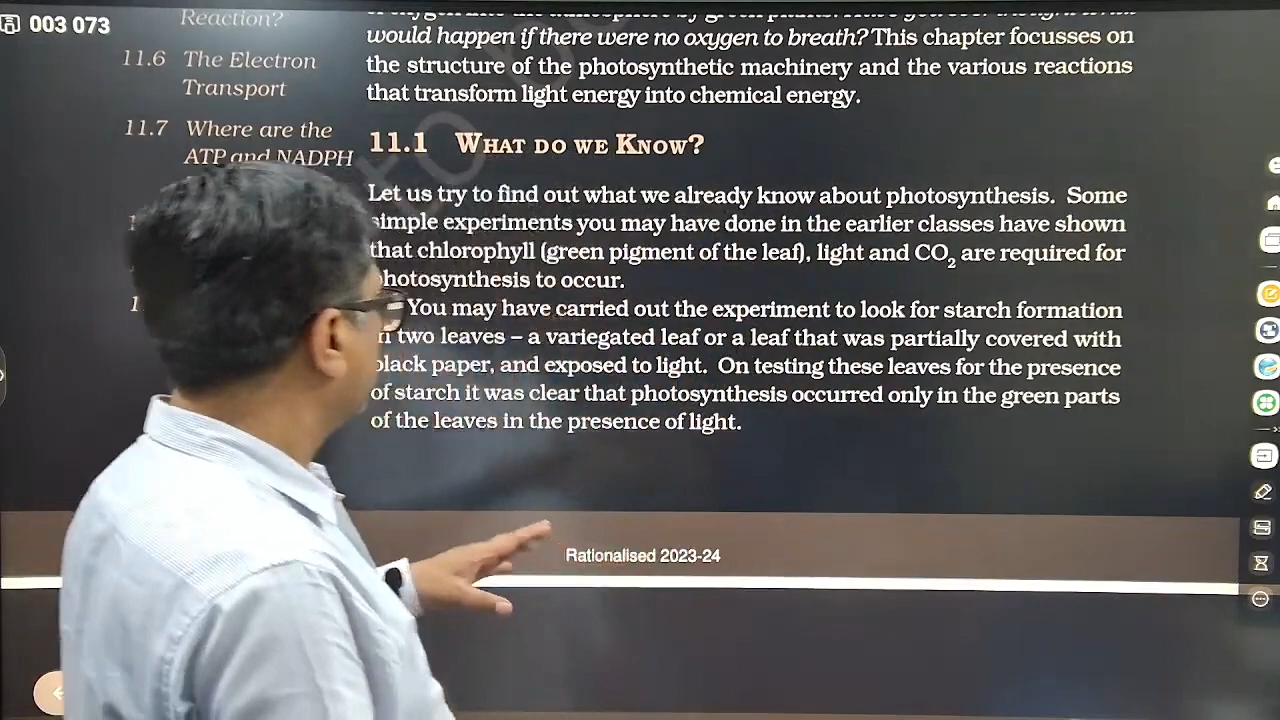 003 073
Reaction?
11.6 The Electron
Transport
11.7 Where are the
ATP and NADPH
would happen if there were no oxygen to breath? This chapter focusses on
the structure of the photosynthetic machinery and the various reactions
that transform light energy into chemical energy.
11.1 WHAT DO WE KNOW?
Let us try to find out what we already know about photosynthesis. Some
simple experiments you may have done in the earlier classes have shown
that chlorophyll (green pigment of the leaf), light and CO₂ are required for
photosynthesis to occur.
You may have carried out the experiment to look for starch formation
in two leaves – a variegated leaf or a leaf that was partially covered with
black paper, and exposed to light. On testing these leaves for the presence
of starch it was clear that photosynthesis occurred only in the green parts
of the leaves in the presence of light.
Rationalised 2023-24